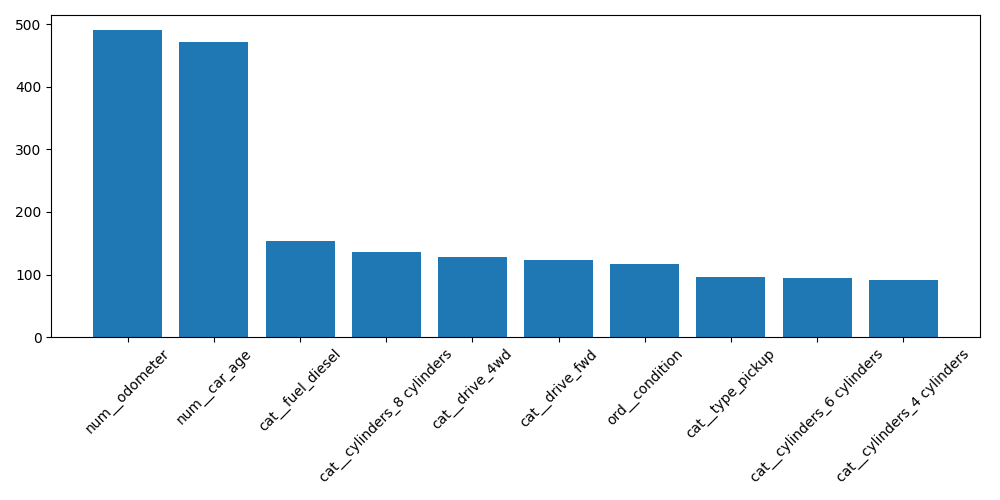 500
400
300
200
100
0
num__odometer
num__car_age
cat__fuel_diesel
cat__cylinders_8 cylinders
cat__drive_4wd
cat__drive_fwd
ord__condition
cat__type_pickup
cat__cylinders_6 cylinders
cat__cylinders_4 cylinders